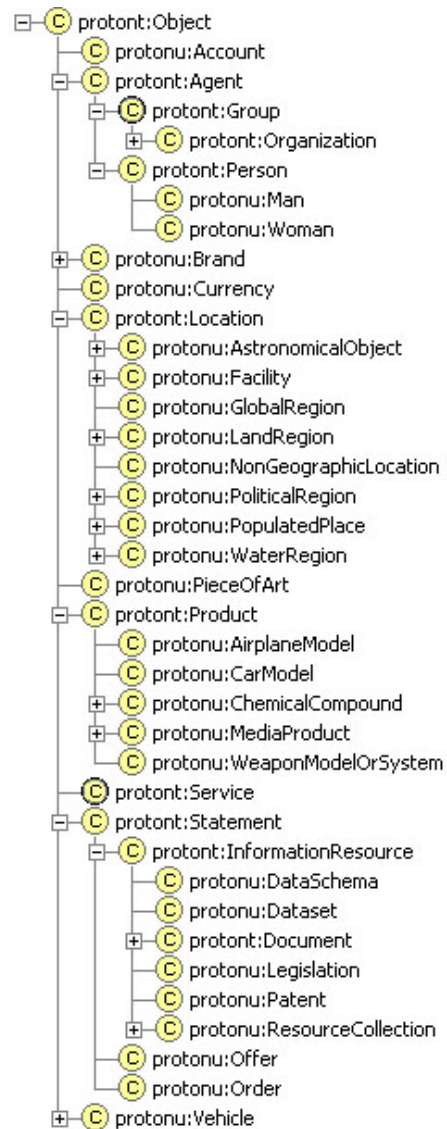 protont:Object
protonu:Account
protont:Agent
protont:Group
protont:Organization
protont:Person
protonu:Man
protonu:Woman
protonu:Brand
protonu:Currency
protont:Location
protonu:AstronomicalObject
protonu:Facility
protonu:GlobalRegion
protonu:LandRegion
protonu:NonGeographicLocation
protonu:PoliticalRegion
protonu:PopulatedPlace
protonu:WaterRegion
protonu:PieceOfArt
protont:Product
protonu:AirplaneModel
protonu:CarModel
protonu:ChemicalCompound
protonu:MediaProduct
protonu:WeaponModelOrSystem
protont:Service
protont:Statement
protont:InformationResource
protonu:DataSchema
protonu:Dataset
protont:Document
protonu:Legislation
protonu:Patent
protonu:ResourceCollection
protonu:Offer
protonu:Order
protonu:Vehicle